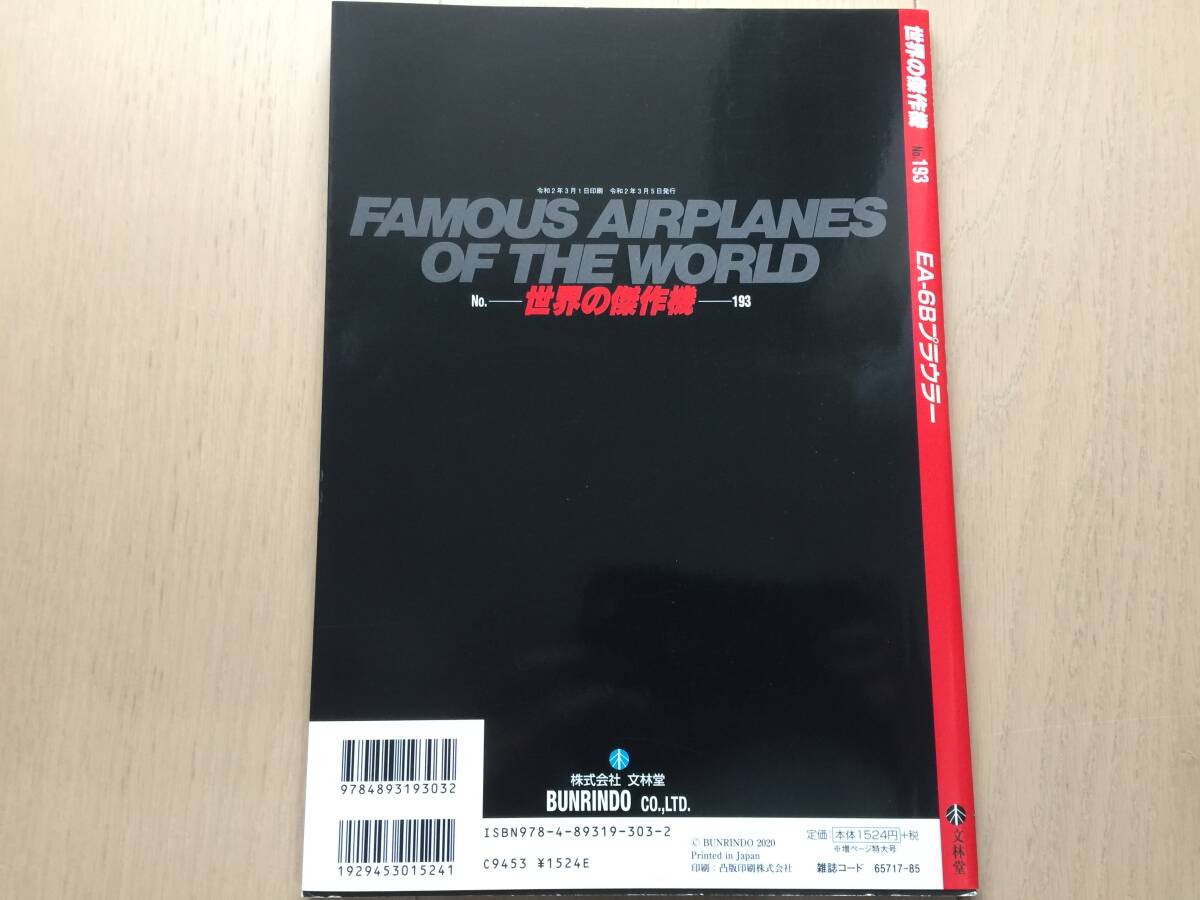 令和2年3月1日印刷 令和2年3月5日発行
FAMOUS AIRPLANES
OF THE WORLD
No.—世界の傑作機—193
株式会社 文林堂
BUNRINDO CO.,LTD.
9784893193032
1929453015241
ISBN978-4-89319-303-2
C9453 ¥1524E
© BUNRINDO 2020
Printed in Japan
印刷:凸版印刷株式会社
定価:本体1524円+税
※増ページ特大号
雑誌コード 65717-85
世界の傑作機 No.193 EA-6Bプラウラー
文林堂